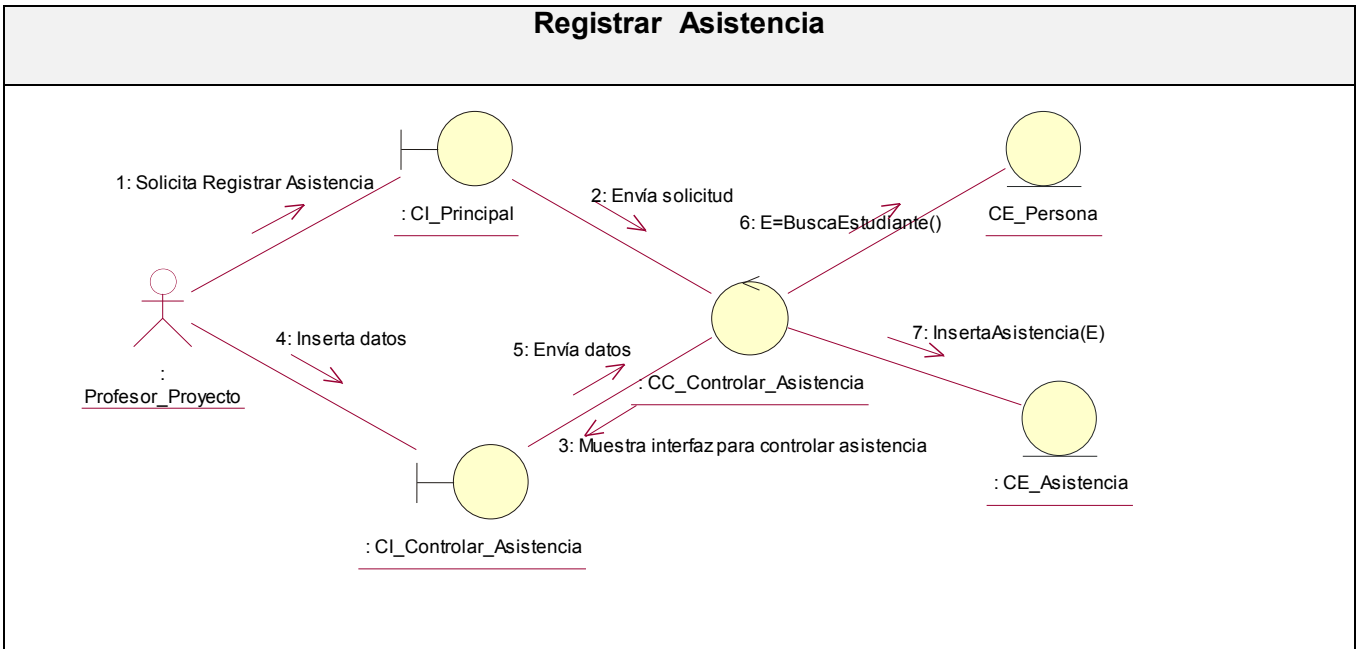 Registrar Asistencia
1: Solicita Registrar Asistencia
: CI_Principal
2: Envía solicitud
6: E=BuscaEstudiante()
CE_Persona
4: Inserta datos
5: Envía datos
7: InsertaAsistencia(E)
:
Profesor_Proyecto
: CC_Controlar_Asistencia
3: Muestra interfaz para controlar asistencia
: CE_Asistencia
: CI_Controlar_Asistencia